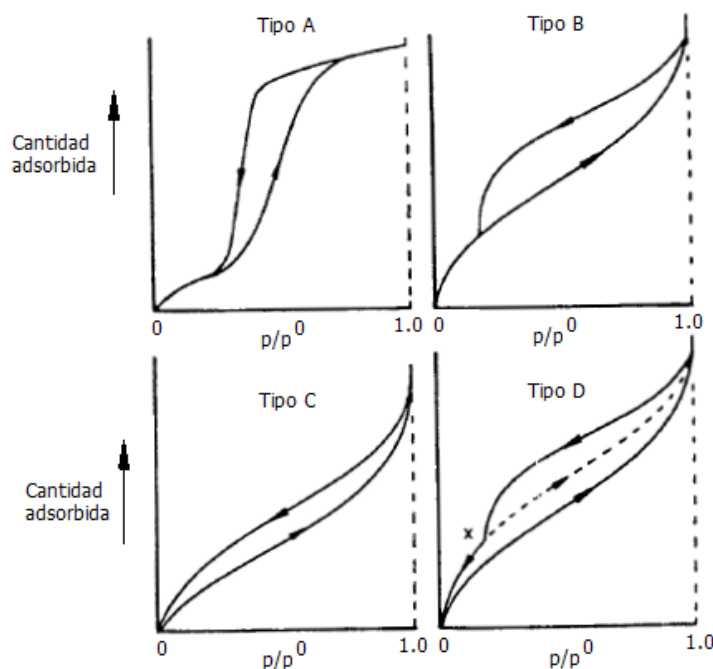 Tipo A
Tipo B
Cantidad
adsorbida
0
p/p⁰
1.0
0
p/p⁰
1.0
Tipo C
Tipo D
Cantidad
adsorbida
x
0
p/p⁰
1.0
0
p/p⁰
1.0